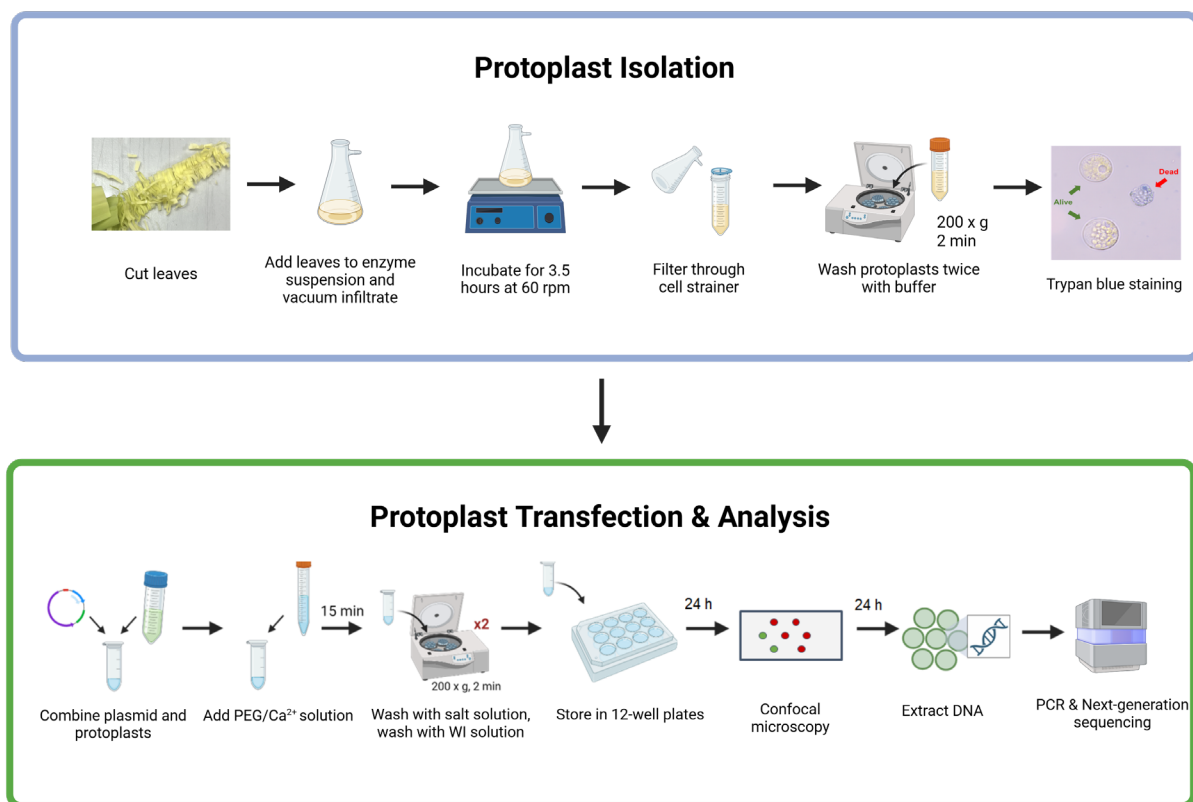 Protoplast Isolation
Cut leaves
Add leaves to enzyme
suspension and
vacuum infiltrate
Incubate for 3.5
hours at 60 rpm
Filter through
cell strainer
200 x g
2 min
Wash protoplasts twice
with buffer
Dead
Alive
Trypan blue staining
Protoplast Transfection & Analysis
Combine plasmid and
protoplasts
Add PEG/Ca²⁺ solution
15 min
x2
200 x g, 2 min
Wash with salt solution,
wash with WI solution
Store in 12-well plates
24 h
Confocal
microscopy
24 h
Extract DNA
PCR & Next-generation
sequencing